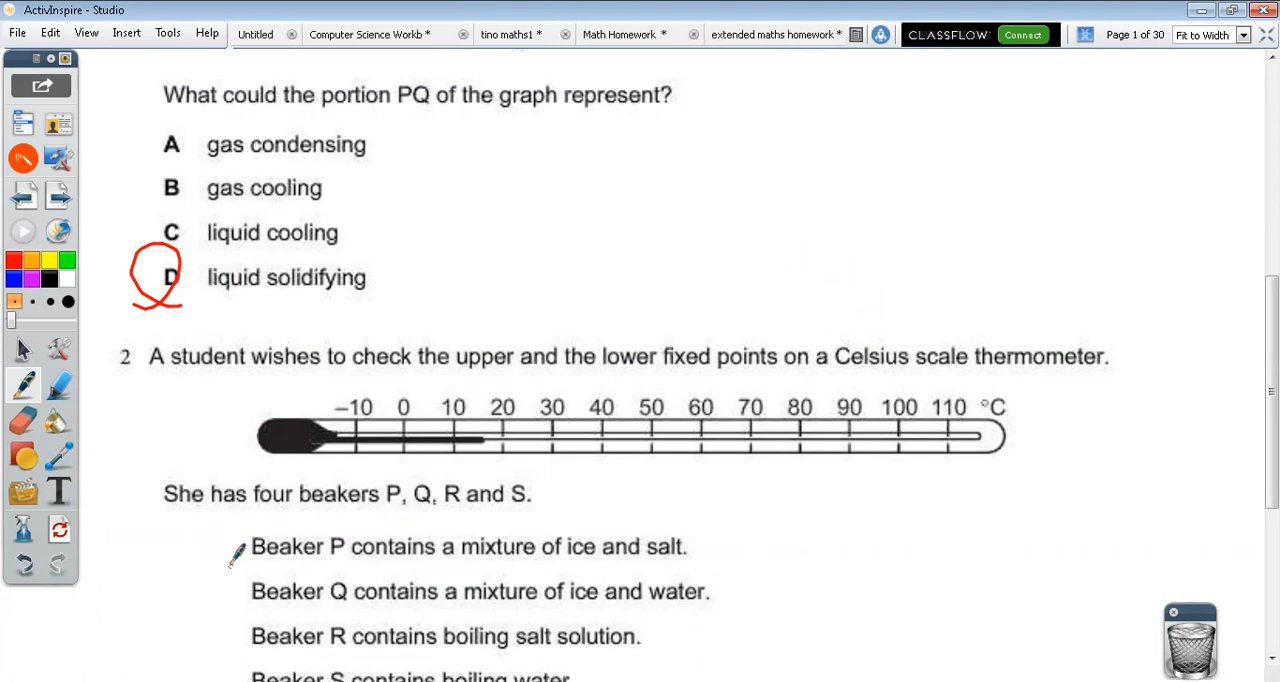 ActivInspire - Studio
File Edit View Insert Tools Help Untitled Computer Science Workb * tino maths1 * Math Homework * extended maths homework * CLASSFLOW Connect Page 1 of 30 Fit to Width
What could the portion PQ of the graph represent?
A gas condensing
B gas cooling
C liquid cooling
D liquid solidifying
2 A student wishes to check the upper and the lower fixed points on a Celsius scale thermometer.
–10 0 10 20 30 40 50 60 70 80 90 100 110 °C
She has four beakers P, Q, R and S.
Beaker P contains a mixture of ice and salt.
Beaker Q contains a mixture of ice and water.
Beaker R contains boiling salt solution.
Beaker S contains boiling water.